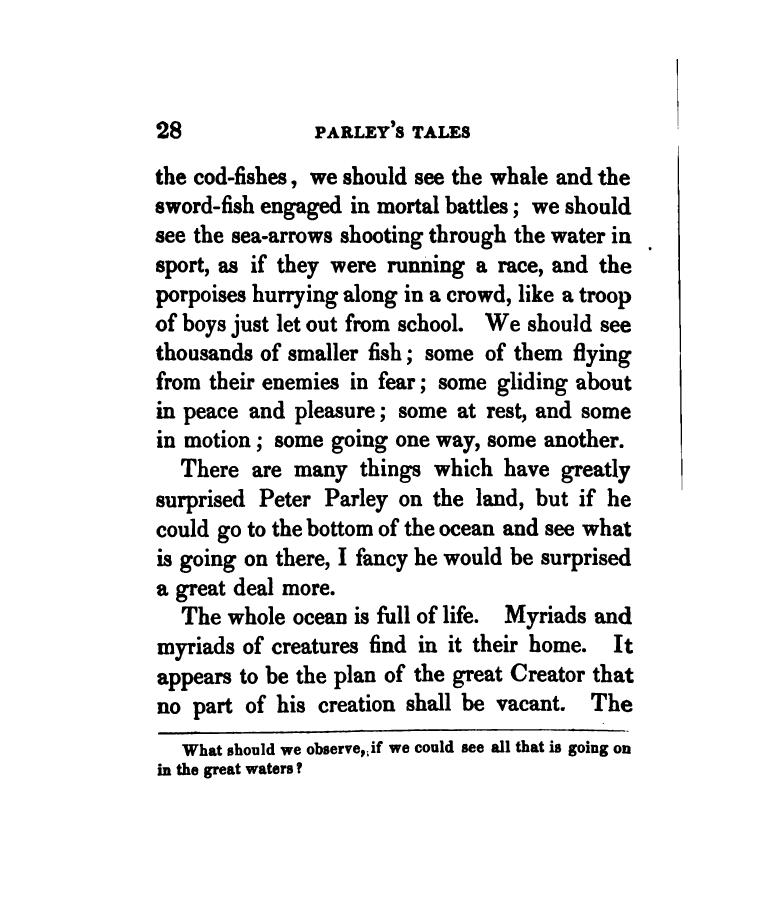 28 PARLEY'S TALES
the cod-fishes, we should see the whale and the
sword-fish engaged in mortal battles; we should
see the sea-arrows shooting through the water in
sport, as if they were running a race, and the
porpoises hurrying along in a crowd, like a troop
of boys just let out from school. We should see
thousands of smaller fish; some of them flying
from their enemies in fear; some gliding about
in peace and pleasure; some at rest, and some
in motion; some going one way, some another.
There are many things which have greatly
surprised Peter Parley on the land, but if he
could go to the bottom of the ocean and see what
is going on there, I fancy he would be surprised
a great deal more.
The whole ocean is full of life. Myriads and
myriads of creatures find in it their home. It
appears to be the plan of the great Creator that
no part of his creation shall be vacant. The
What should we observe, if we could see all that is going on
in the great waters?